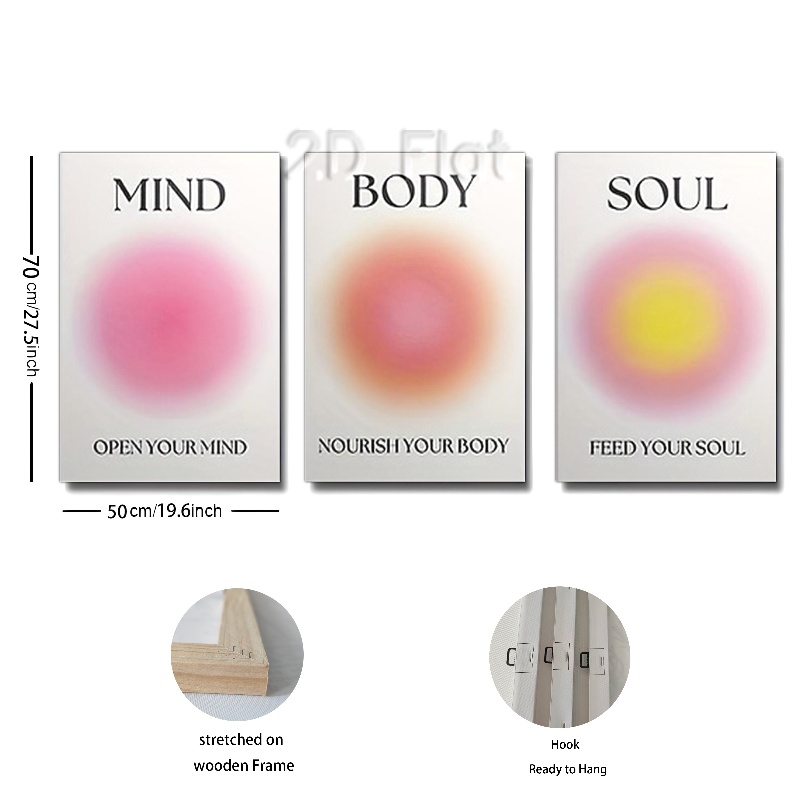 2D Flat
MIND
BODY
SOUL
70 cm/27.5inch
OPEN YOUR MIND
NOURISH YOUR BODY
FEED YOUR SOUL
50cm/19.6inch
stretched on
wooden Frame
Hook
Ready to Hang